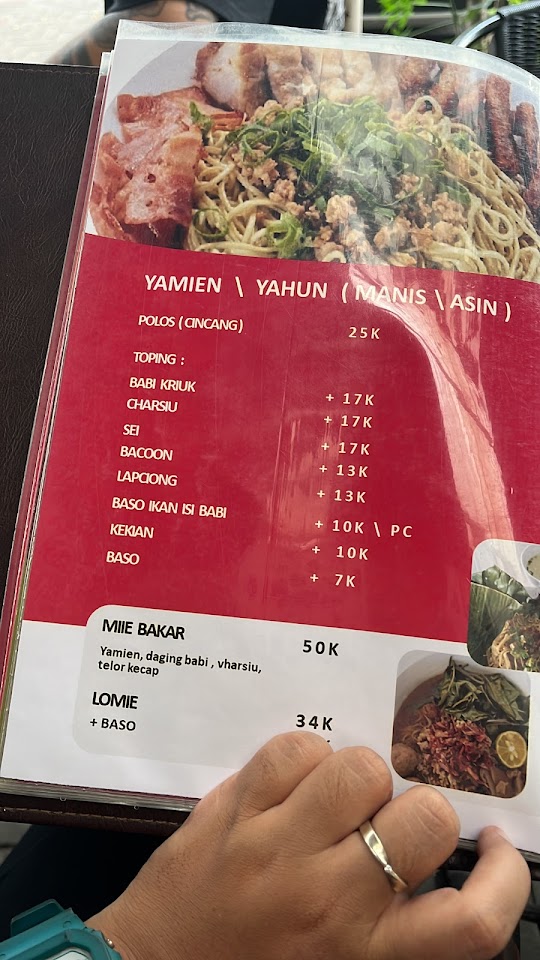 YAMIEN \ YAHUN ( MANIS \ ASIN )
POLOS ( CINCANG ) 25K
TOPING :
BABI KRIUK + 17K
CHARSIU + 17K
SEI + 17K
BACOON + 13K
LAPCIONG + 13K
BASO IKAN ISI BABI + 10K \ PC
KEKIAN + 10K
BASO + 7K
MIIE BAKAR 50K
Yamien, daging babi , vharsiu,
telor kecap
LOMIE 34K
+ BASO